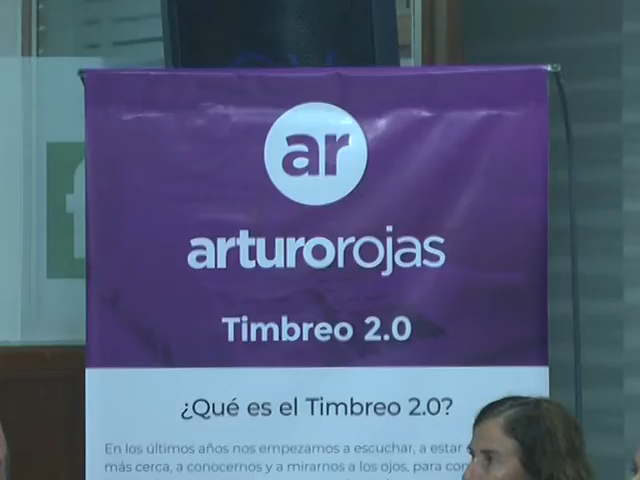 ar
arturorojas
Timbreo 2.0
¿Qué es el Timbreo 2.0?
En los últimos años nos empezamos a escuchar, a estar
más cerca, a conocernos y a mirarnos a los ojos, para